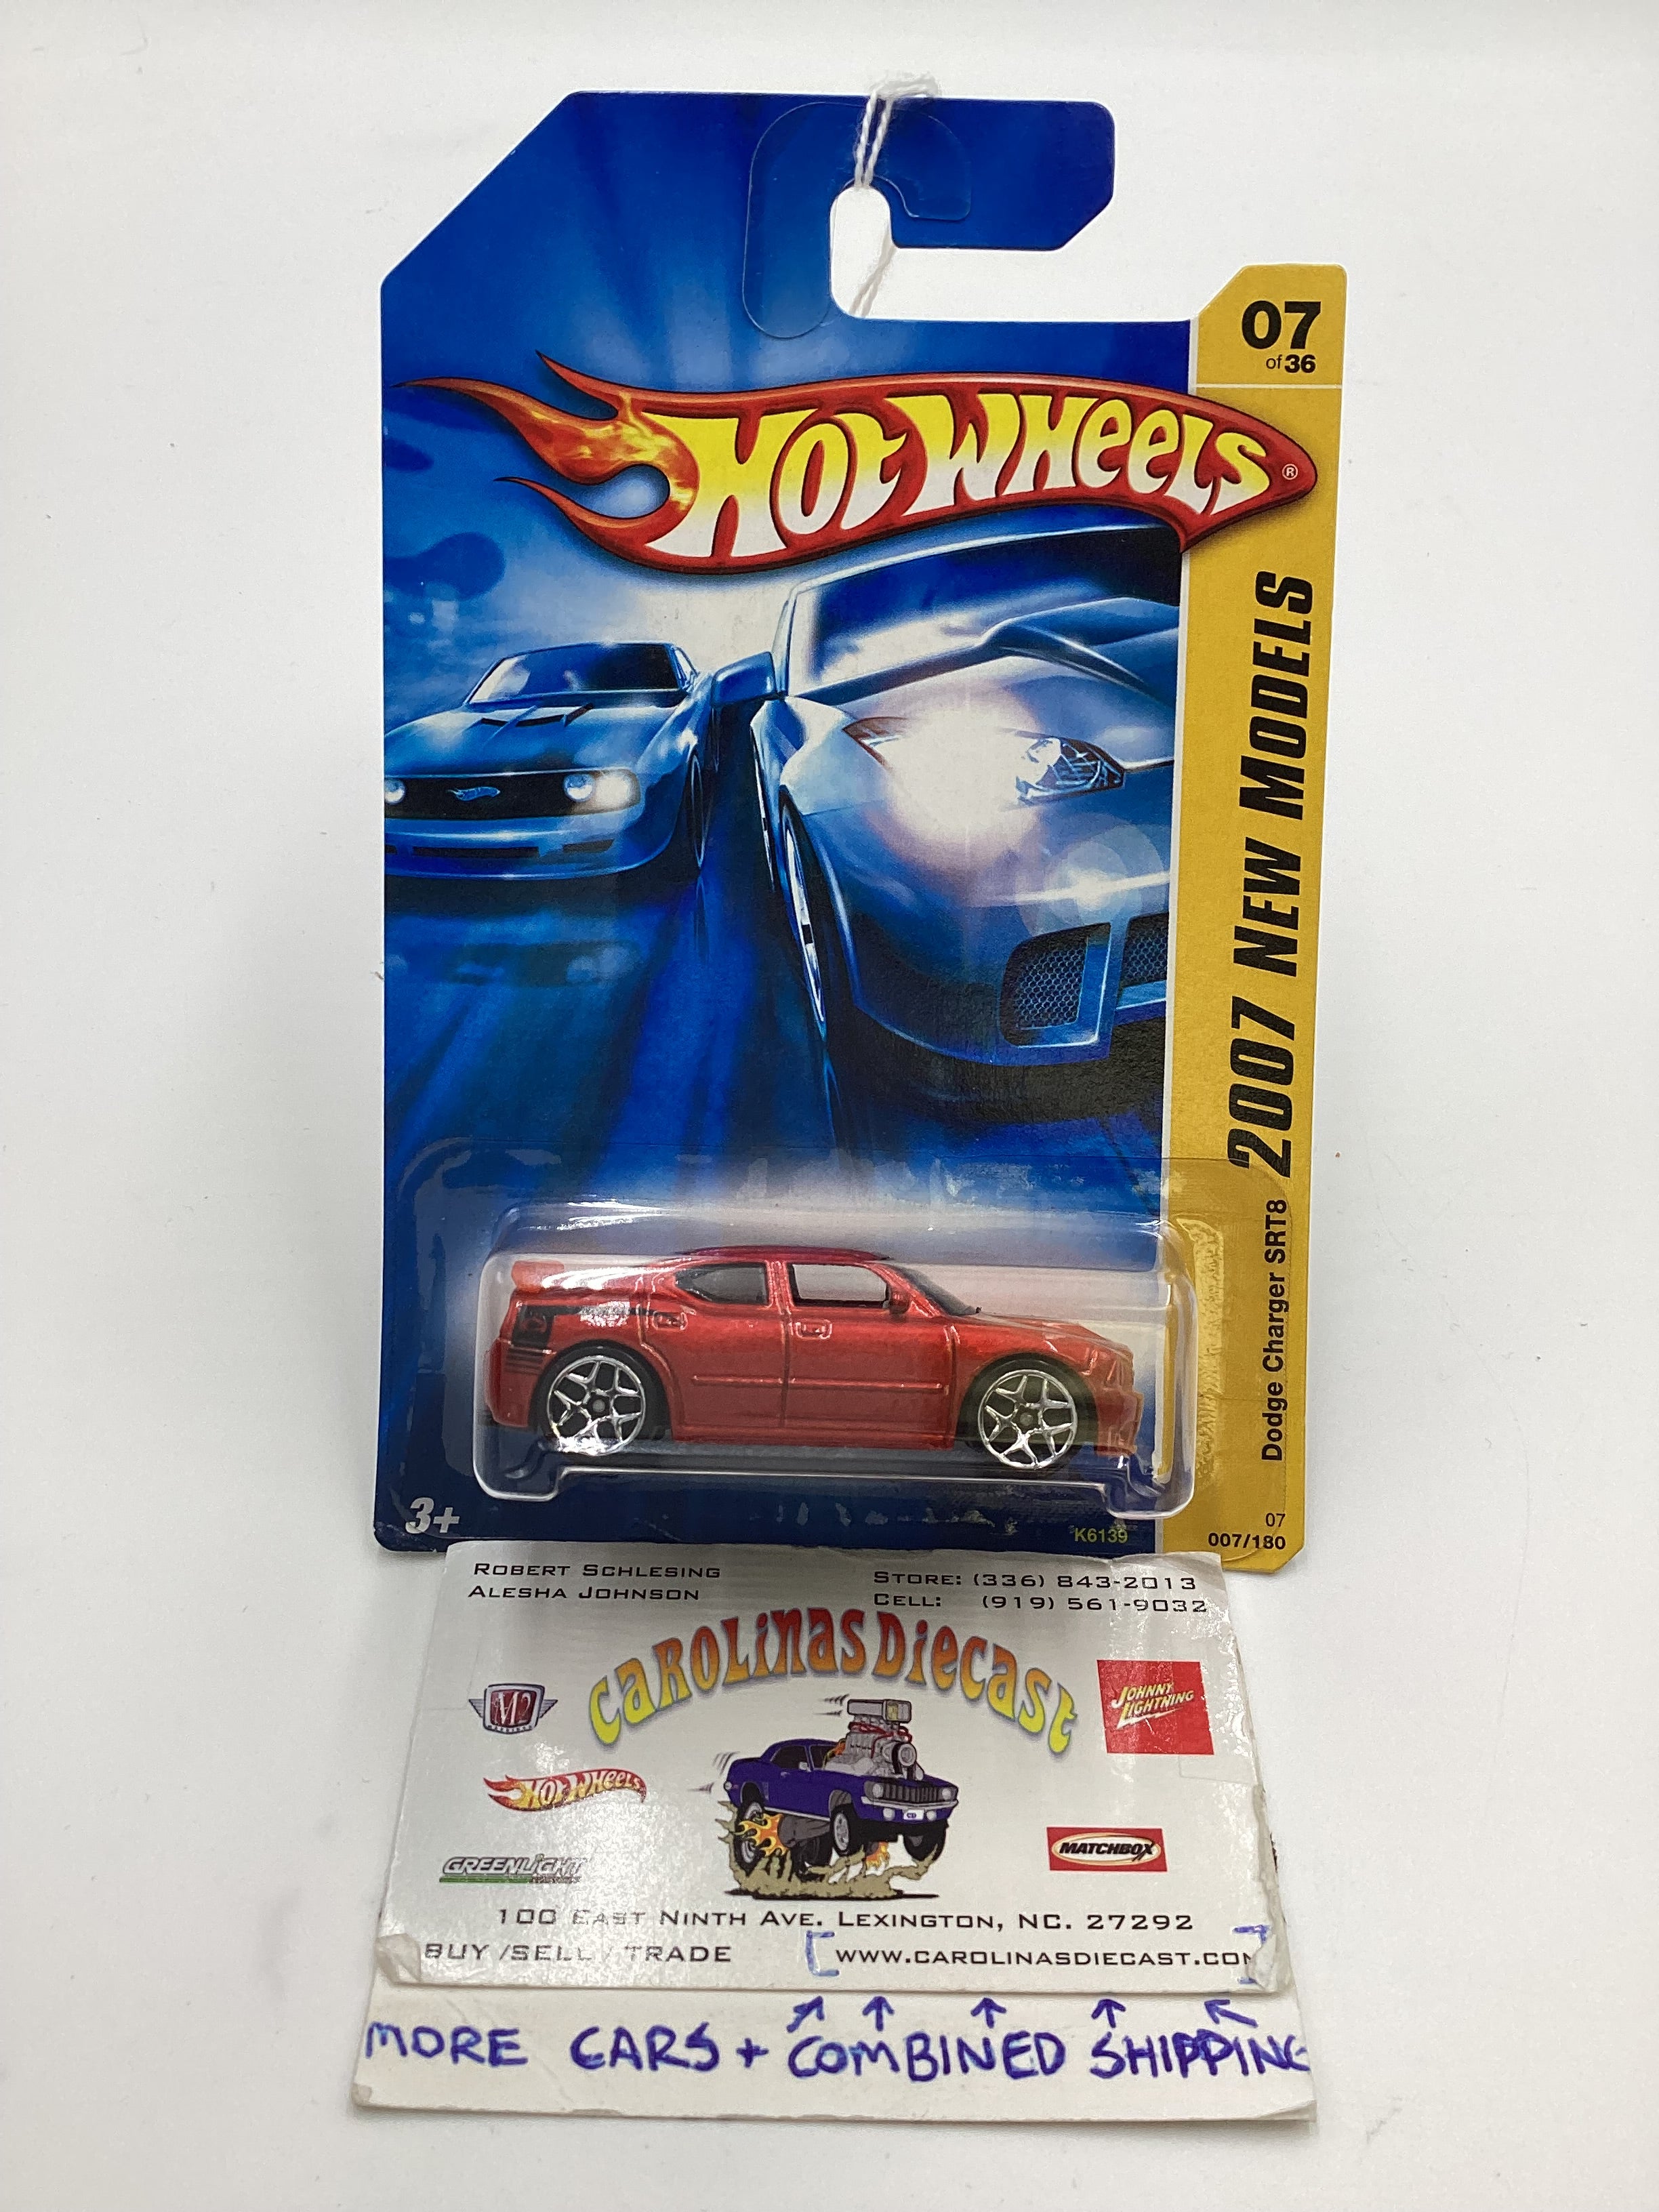 07
of 36
HOT WHEELS ®
2007 NEW MODELS
Dodge Charger SRT8
3+
K6139
07
007/180
ROBERT SCHLESING
ALESHA JOHNSON
STORE: (336) 843-2013
CELL: (919) 561-9032
CAROLINAS DIECAST
M2
JOHNNY
LIGHTNING
HOT WHEELS
CD
GREENLIGHT
MATCHBOX
100 EAST NINTH AVE. LEXINGTON, NC. 27292
BUY / SELL / TRADE
[WWW.CAROLINASDIECAST.COM]
MORE CARS + COMBINED SHIPPING